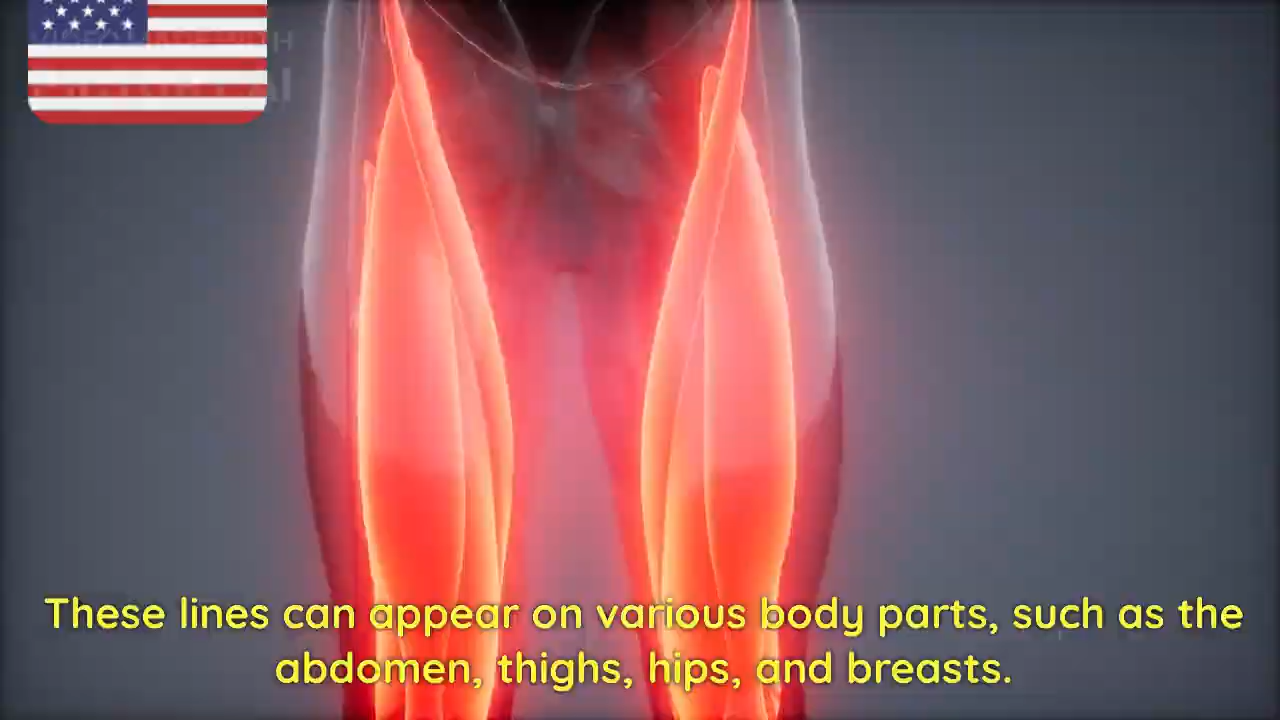 These lines can appear on various body parts, such as the
abdomen, thighs, hips, and breasts.